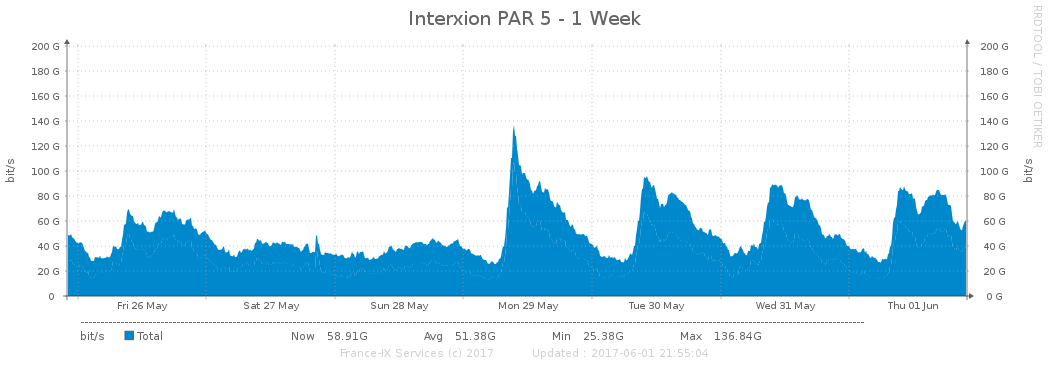 Interxion PAR 5 - 1 Week
RRDTOOL / TOBI OETIKER
bit/s
200 G 200 G
180 G 180 G
160 G 160 G
140 G 140 G
120 G 120 G
100 G 100 G
80 G 80 G
60 G 60 G
40 G 40 G
20 G 20 G
0 0 G
bit/s
Fri 26 May Sat 27 May Sun 28 May Mon 29 May Tue 30 May Wed 31 May Thu 01 Jun
bit/s Total Now 58.91G Avg 51.38G Min 25.38G Max 136.84G
France-IX Services (c) 2017 Updated : 2017-06-01 21:55:04